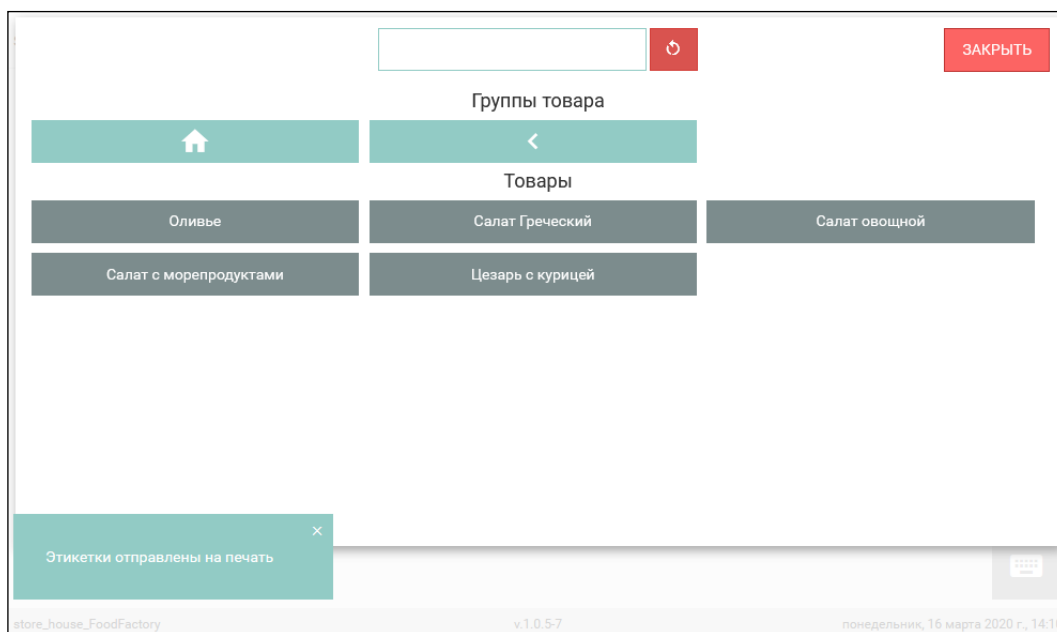 ЗАКРЫТЬ
Группы товара
Товары
Оливье
Салат Греческий
Салат овощной
Салат с морепродуктами
Цезарь с курицей
Этикетки отправлены на печать
store_house_FoodFactory
v.1.0.5-7
понедельник, 16 марта 2020 г.,